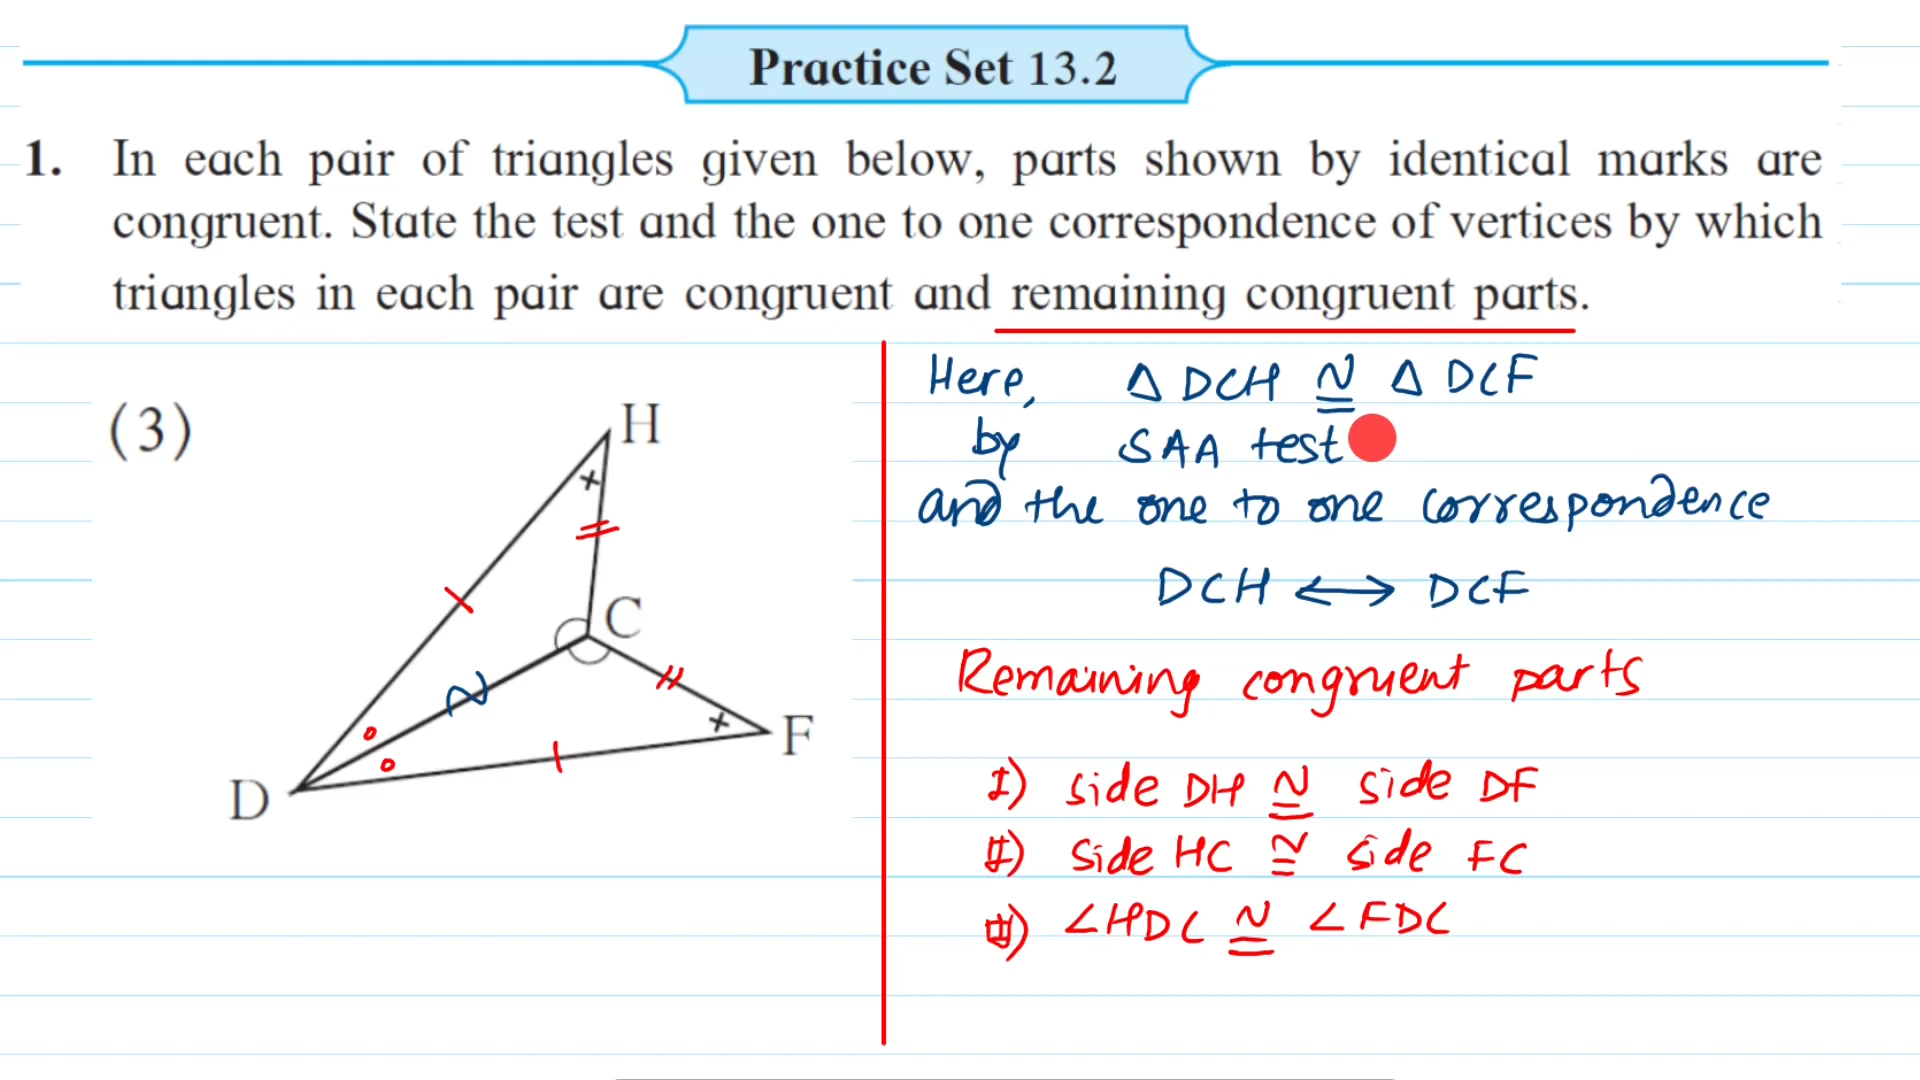 Practice Set 13.2
1. In each pair of triangles given below, parts shown by identical marks are
congruent. State the test and the one to one correspondence of vertices by which
triangles in each pair are congruent and remaining congruent parts.
(3)
H
C
F
D
Here, △ DCH ≅ △ DCF
by SAA test
and the one to one correspondence
DCH ↔ DCF
Remaining congruent parts
I) side DH ≅ side DF
II) side HC ≅ side FC
III) ∠HDC ≅ ∠FDC